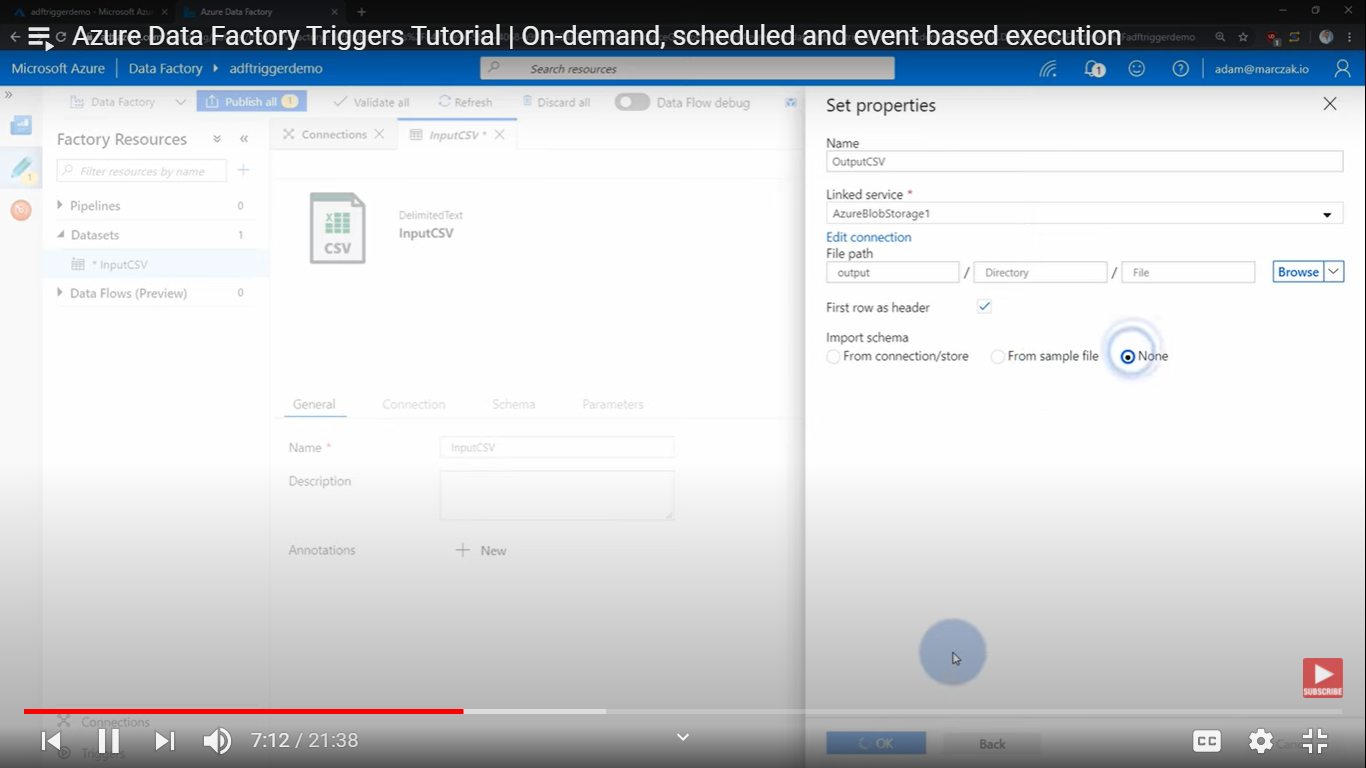 adftriggerdemo - Microsoft Azu
Azure Data Factory
Azure Data Factory Triggers Tutorial | On-demand, scheduled and event based execution
Fadftriggerdemo
Microsoft Azure
Data Factory
adftriggerdemo
Search resources
1
adam@marczak.io
Data Factory
Publish all
1
Validate all
Refresh
Discard all
Data Flow debug
Set properties
Factory Resources
Connections
InputCSV *
Filter resources by name
Pipelines 0
Datasets 1
* InputCSV
Data Flows (Preview) 0
1
CSV
DelimitedText
InputCSV
General
Connection
Schema
Parameters
Name *
InputCSV
Description
Annotations
New
Name
OutputCSV
Linked service *
AzureBlobStorage1
Edit connection
File path
output / Directory / File
Browse
First row as header
Import schema
From connection/store
From sample file
None
SUBSCRIBE
Connections
Triggers
7:12 / 21:38
OK
Back
CC